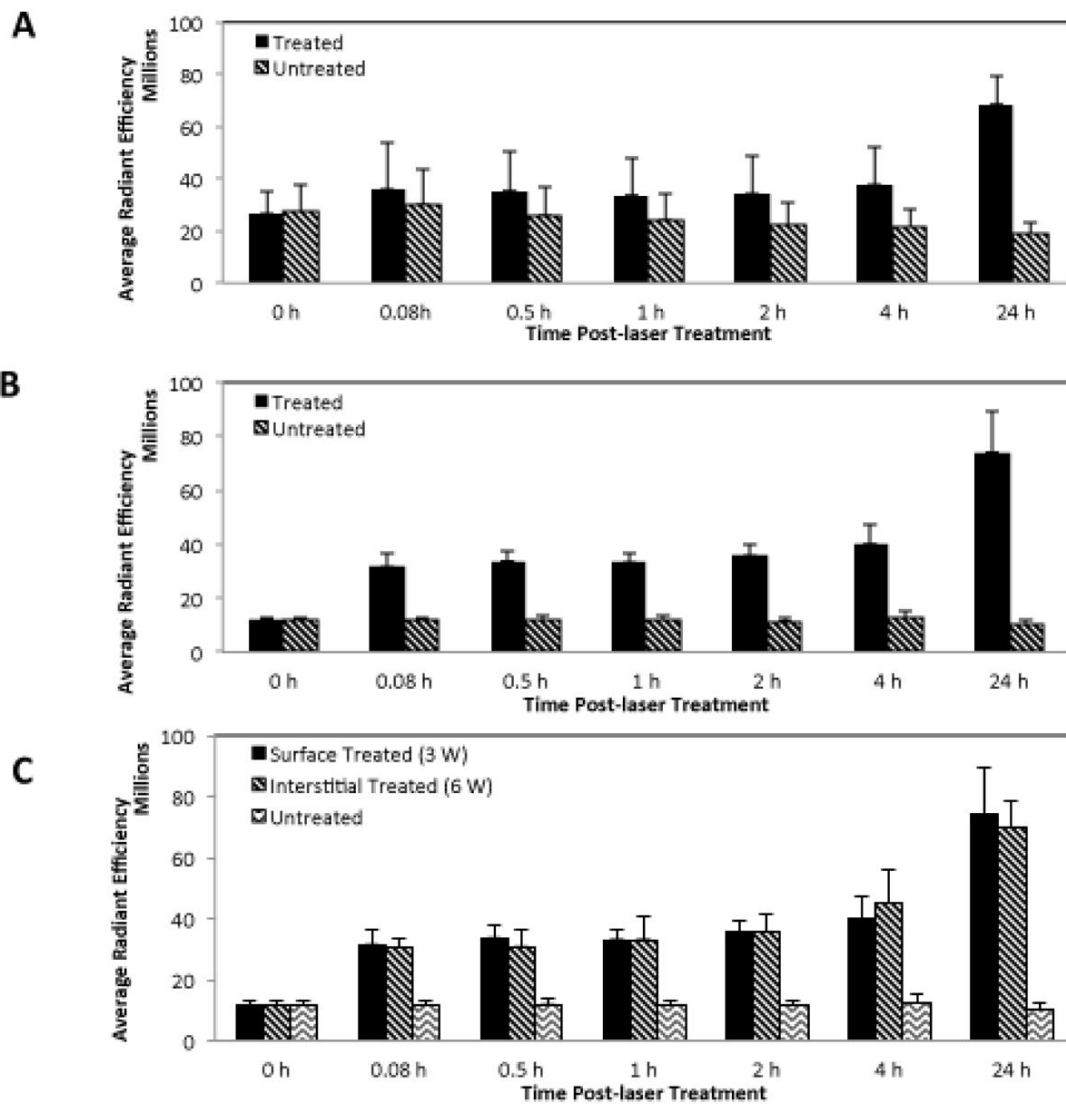 A
Average Radiant Efficiency
Millions
100
80
60
40
20
0
Treated
Untreated
0 h 0.08h 0.5 h 1 h 2 h 4 h 24 h
Time Post-laser Treatment
B
Average Radiant Efficiency
Millions
100
80
60
40
20
0
Treated
Untreated
0 h 0.08 h 0.5 h 1 h 2 h 4 h 24 h
Time Post-laser Treatment
C
Average Radiant Efficiency
Millions
100
80
60
40
20
0
Surface Treated (3 W)
Interstitial Treated (6 W)
Untreated
0 h 0.08 h 0.5 h 1 h 2 h 4 h 24 h
Time Post-laser Treatment